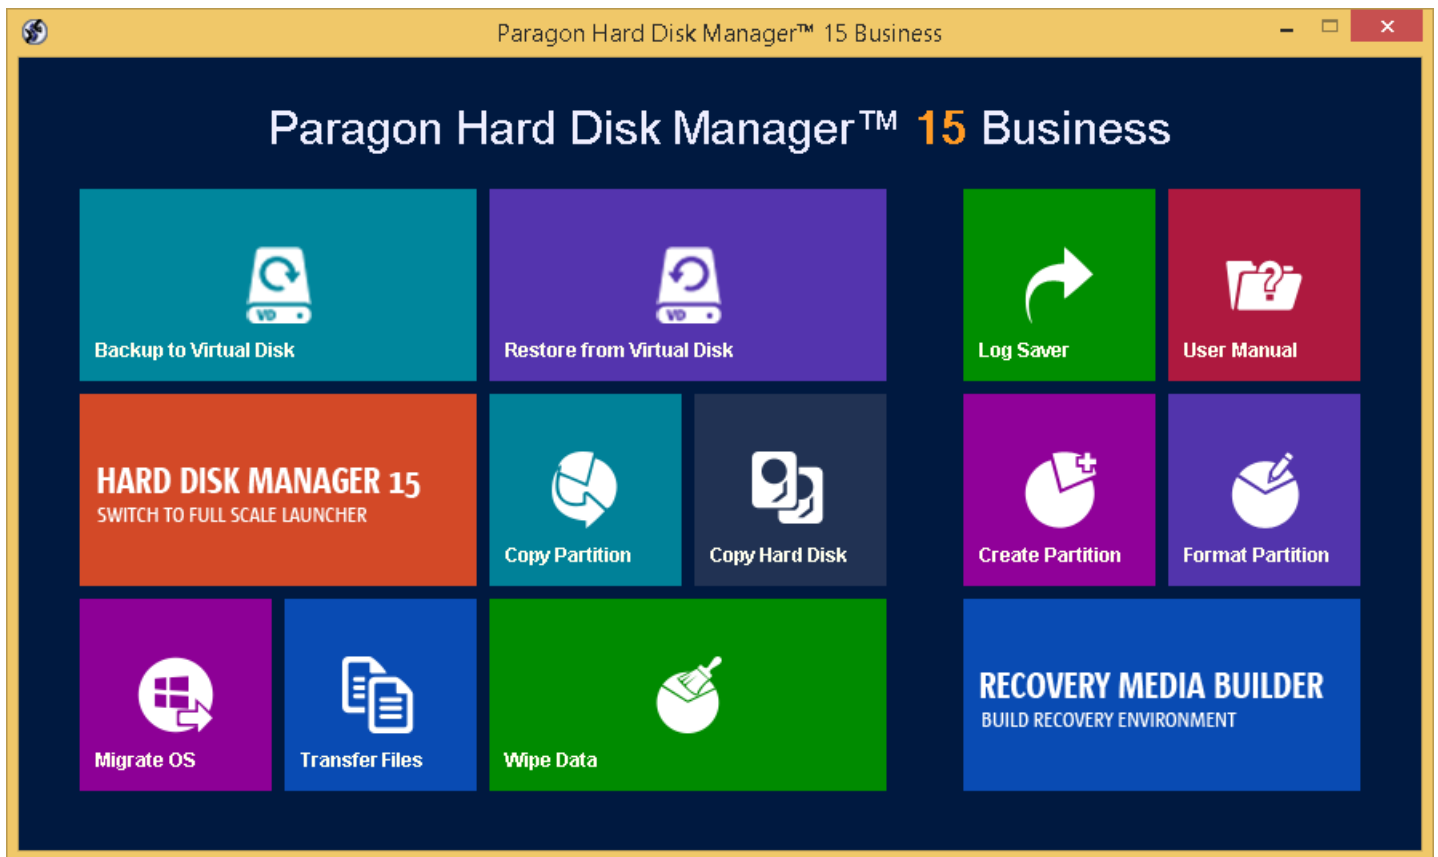 Paragon Hard Disk Manager™ 15 Business
Paragon Hard Disk Manager™ 15 Business
VD
Backup to Virtual Disk
VD
Restore from Virtual Disk
Log Saver
User Manual
HARD DISK MANAGER 15
SWITCH TO FULL SCALE LAUNCHER
Copy Partition
Copy Hard Disk
Create Partition
Format Partition
Migrate OS
Transfer Files
Wipe Data
RECOVERY MEDIA BUILDER
BUILD RECOVERY ENVIRONMENT